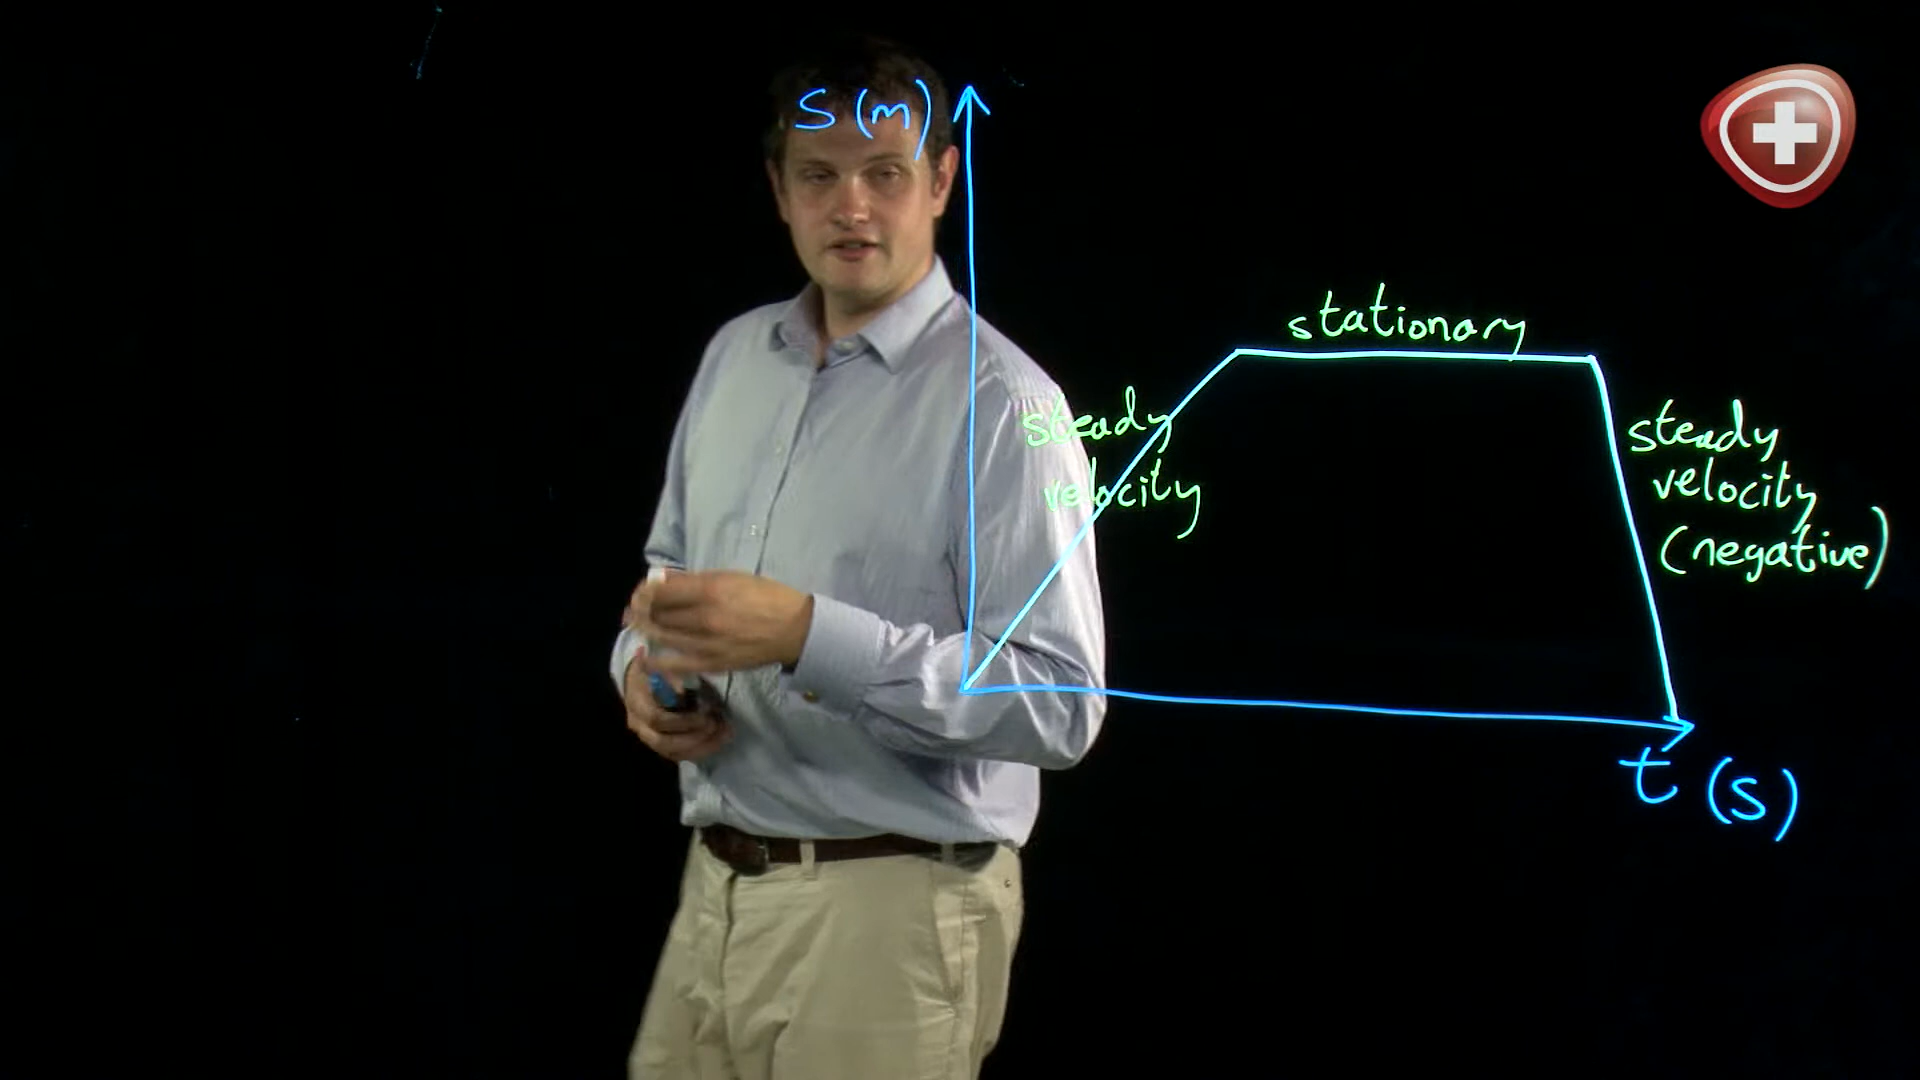 S (m)
stationary
steady
velocity
steady
velocity
(negative)
t (s)